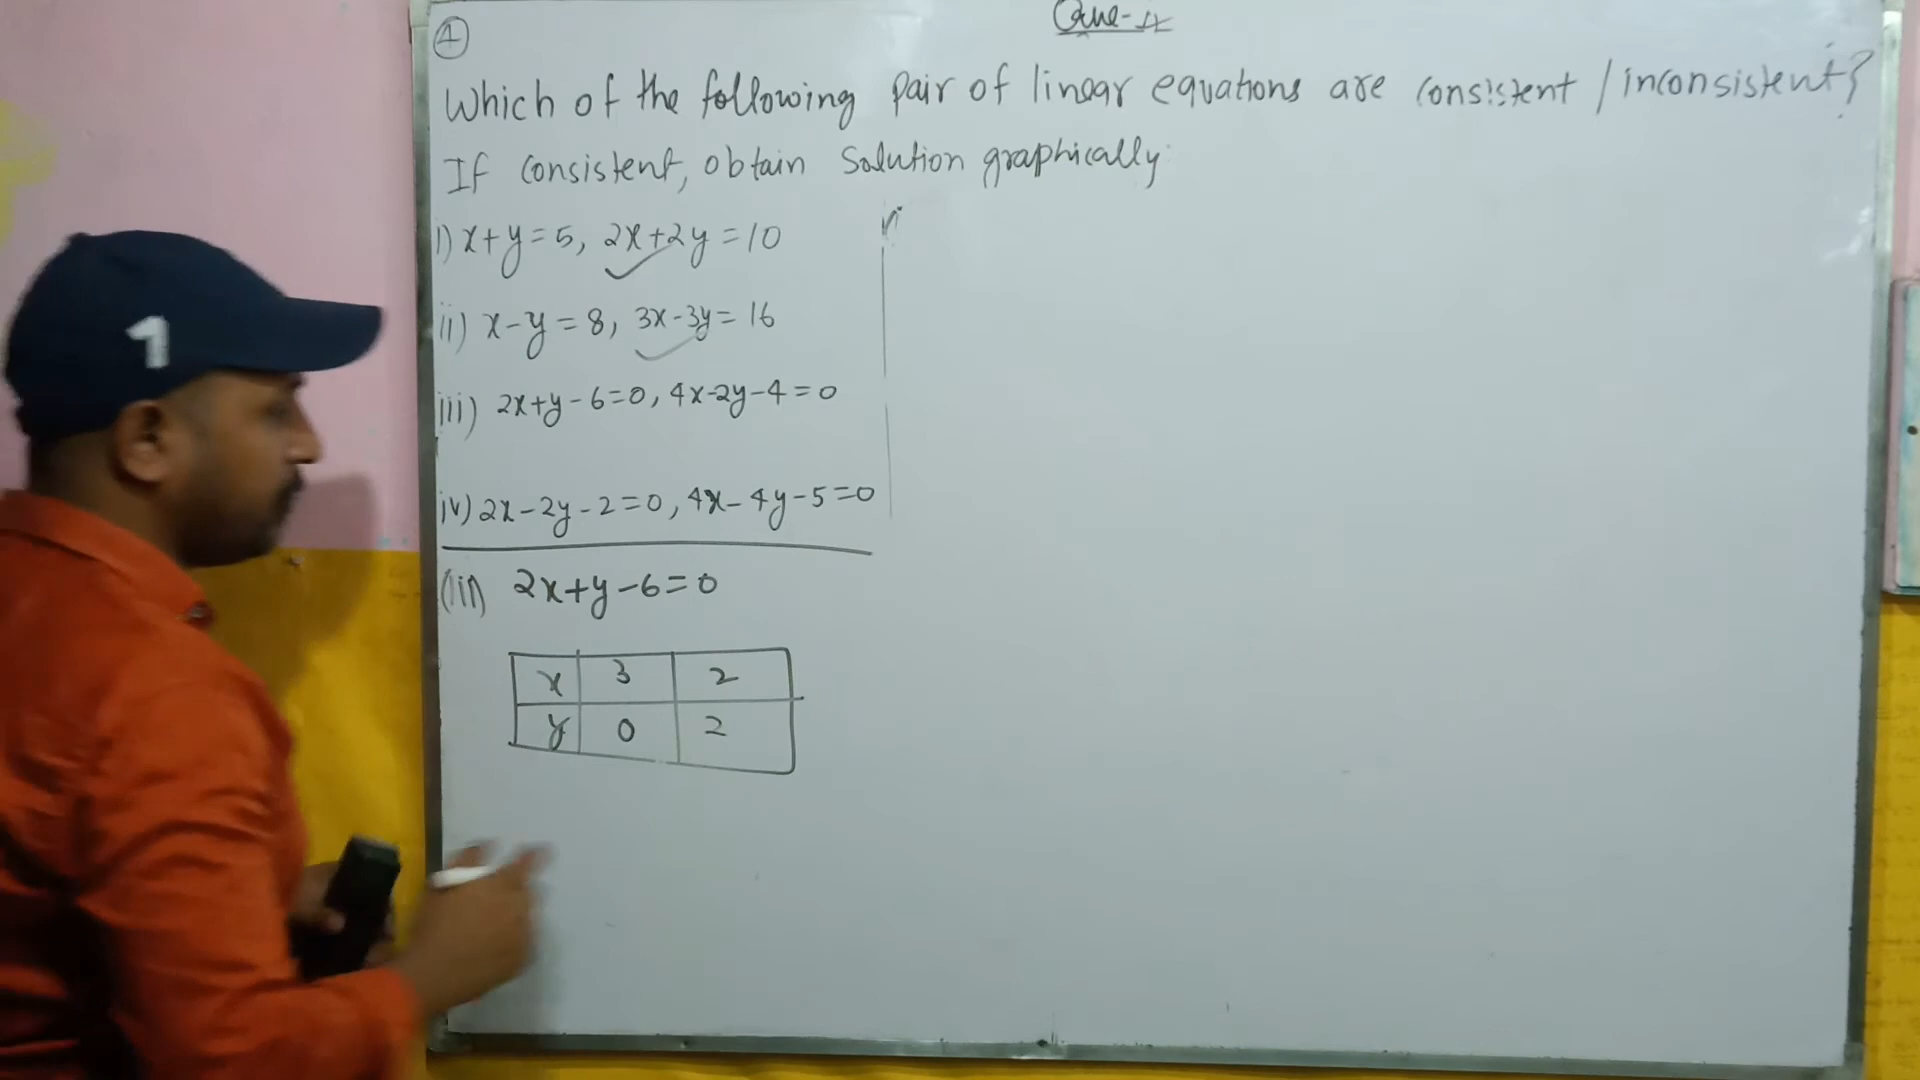 Que-4
④
Which of the following pair of linear equations are consistent / inconsistent?
If consistent, obtain solution graphically
i) x+y=5, 2x+2y=10
ii) x-y=8, 3x-3y=16
iii) 2x+y-6=0, 4x-2y-4=0
iv) 2x-2y-2=0, 4x-4y-5=0
(iii) 2x+y-6=0
x 3 2
y 0 2
1